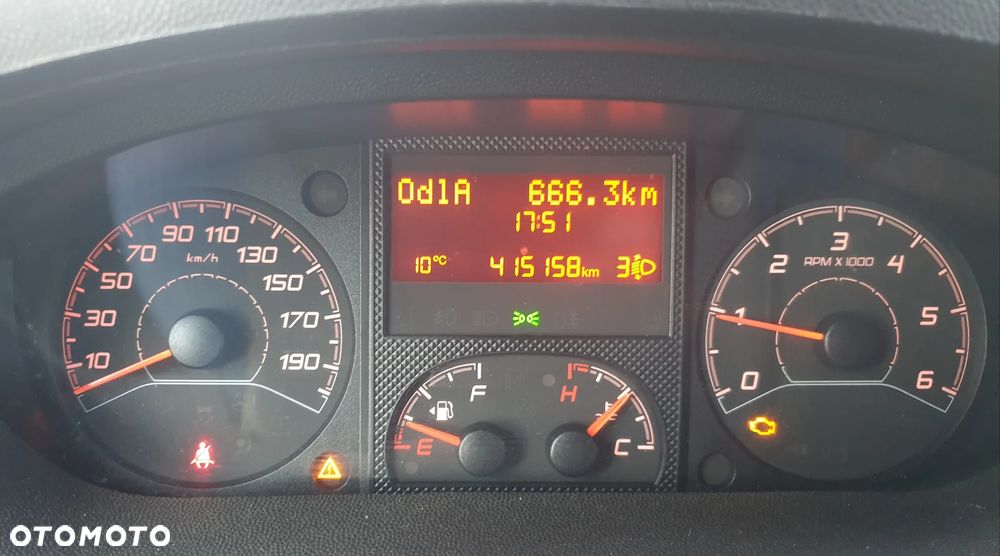 Od1A 666.3km
17:51
10°C 415158km 3
10 30 50 70 90 110 130 150 170 190
km/h
0 1 2 3 4 5 6
RPM X 1000
E F
H C
OTOMOTO